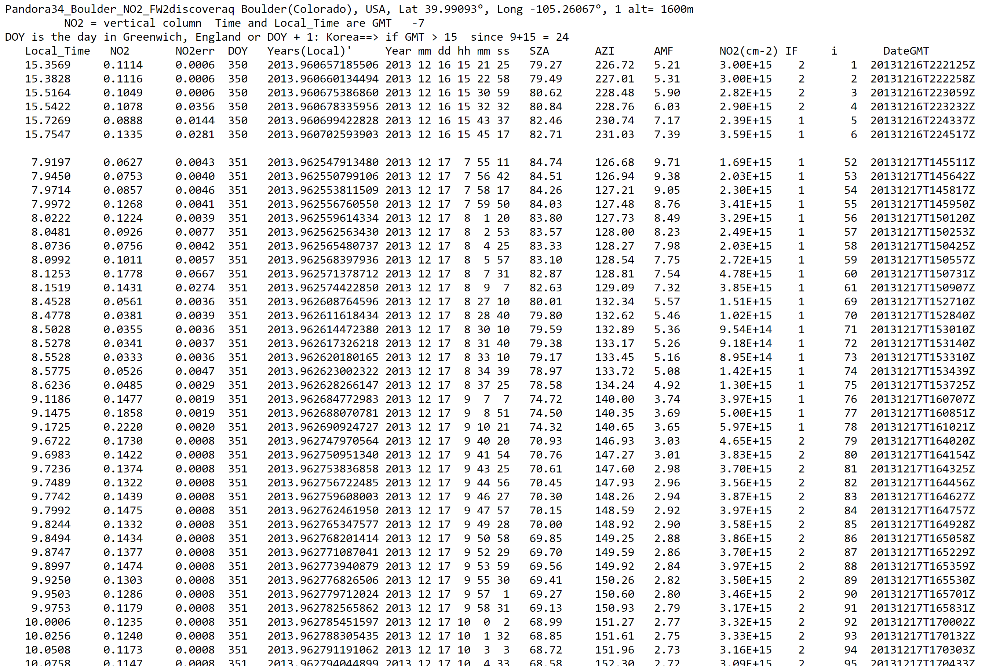 Pandora34_Boulder_NO2_FW2discoveraq Boulder(Colorado), USA, Lat 39.99093º, Long -105.26067º, 1 alt= 1600m
NO2 = vertical column  Time and Local_Time are GMT   -7
DOY is the day in Greenwich, England or DOY + 1: Korea==> if GMT > 15  since 9+15 = 24
Local_Time   NO2       NO2err  DOY   Years(Local)'     Year mm dd hh mm ss   SZA       AZI      AMF       NO2(cm-2) IF     i       DateGMT
15.3569     0.1114     0.0006  350   2013.960657185506 2013 12 16 15 21 25   79.27     226.72   5.21      3.00E+15    2       1  20131216T222125Z
15.3828     0.1116     0.0006  350   2013.960660134494 2013 12 16 15 22 58   79.49     227.01   5.31      3.00E+15    2       2  20131216T222258Z
15.5164     0.1049     0.0006  350   2013.960675386860 2013 12 16 15 30 59   80.62     228.48   5.90      2.82E+15    2       3  20131216T223059Z
15.5422     0.1078     0.0356  350   2013.960678335956 2013 12 16 15 32 32   80.84     228.76   6.03      2.90E+15    2       4  20131216T223232Z
15.7269     0.0888     0.0144  350   2013.960699422828 2013 12 16 15 43 37   82.46     230.74   7.17      2.39E+15    1       5  20131216T224337Z
15.7547     0.1335     0.0281  350   2013.960702593903 2013 12 16 15 45 17   82.71     231.03   7.39      3.59E+15    1       6  20131216T224517Z
7.9197     0.0627     0.0043  351   2013.962547913480 2013 12 17  7 55 11   84.74     126.68   9.71      1.69E+15    1      52  20131217T145511Z
7.9450     0.0753     0.0040  351   2013.962550799106 2013 12 17  7 56 42   84.51     126.94   9.38      2.03E+15    1      53  20131217T145642Z
7.9714     0.0857     0.0046  351   2013.962553811509 2013 12 17  7 58 17   84.26     127.21   9.05      2.30E+15    1      54  20131217T145817Z
7.9972     0.1268     0.0041  351   2013.962556760550 2013 12 17  7 59 50   84.03     127.48   8.76      3.41E+15    1      55  20131217T145950Z
8.0222     0.1224     0.0039  351   2013.962559614334 2013 12 17  8  1 20   83.80     127.73   8.49      3.29E+15    1      56  20131217T150120Z
8.0481     0.0926     0.0077  351   2013.962562563430 2013 12 17  8  2 53   83.57     128.00   8.23      2.49E+15    1      57  20131217T150253Z
8.0736     0.0756     0.0042  351   2013.962565480737 2013 12 17  8  4 25   83.33     128.27   7.98      2.03E+15    1      58  20131217T150425Z
8.0992     0.1011     0.0057  351   2013.962568397936 2013 12 17  8  5 57   83.10     128.54   7.75      2.72E+15    1      59  20131217T150557Z
8.1253     0.1778     0.0667  351   2013.962571378712 2013 12 17  8  7 31   82.87     128.81   7.54      4.78E+15    1      60  20131217T150731Z
8.1519     0.1431     0.0274  351   2013.962574422850 2013 12 17  8  9  7   82.63     129.09   7.32      3.85E+15    1      61  20131217T150907Z
8.4528     0.0561     0.0036  351   2013.962608764596 2013 12 17  8 27 10   80.01     132.34   5.57      1.51E+15    1      69  20131217T152710Z
8.4778     0.0381     0.0039  351   2013.962611618434 2013 12 17  8 28 40   79.80     132.62   5.46      1.02E+15    1      70  20131217T152840Z
8.5028     0.0355     0.0036  351   2013.962614472380 2013 12 17  8 30 10   79.59     132.89   5.36      9.54E+14    1      71  20131217T153010Z
8.5278     0.0341     0.0037  351   2013.962617326218 2013 12 17  8 31 40   79.38     133.17   5.26      9.18E+14    1      72  20131217T153140Z
8.5528     0.0333     0.0036  351   2013.962620180165 2013 12 17  8 33 10   79.17     133.45   5.16      8.95E+14    1      73  20131217T153310Z
8.5775     0.0526     0.0047  351   2013.962623002322 2013 12 17  8 34 39   78.97     133.72   5.08      1.42E+15    1      74  20131217T153439Z
8.6236     0.0485     0.0029  351   2013.962628266147 2013 12 17  8 37 25   78.58     134.24   4.92      1.30E+15    1      75  20131217T153725Z
9.1186     0.1477     0.0019  351   2013.962684772983 2013 12 17  9  7  7   74.72     140.00   3.74      3.97E+15    1      76  20131217T160707Z
9.1475     0.1858     0.0019  351   2013.962688070781 2013 12 17  9  8 51   74.50     140.35   3.69      5.00E+15    1      77  20131217T160851Z
9.1725     0.2220     0.0020  351   2013.962690924727 2013 12 17  9 10 21   74.32     140.65   3.65      5.97E+15    1      78  20131217T161021Z
9.6722     0.1730     0.0008  351   2013.962747970564 2013 12 17  9 40 20   70.93     146.93   3.03      4.65E+15    2      79  20131217T164020Z
9.6983     0.1422     0.0008  351   2013.962750951340 2013 12 17  9 41 54   70.76     147.27   3.01      3.83E+15    2      80  20131217T164154Z
9.7236     0.1374     0.0008  351   2013.962753836858 2013 12 17  9 43 25   70.61     147.60   2.98      3.70E+15    2      81  20131217T164325Z
9.7489     0.1322     0.0008  351   2013.962756722485 2013 12 17  9 44 56   70.45     147.93   2.96      3.56E+15    2      82  20131217T164456Z
9.7742     0.1439     0.0008  351   2013.962759608003 2013 12 17  9 46 27   70.30     148.26   2.94      3.87E+15    2      83  20131217T164627Z
9.7992     0.1475     0.0008  351   2013.962762461950 2013 12 17  9 47 57   70.15     148.59   2.92      3.97E+15    2      84  20131217T164757Z
9.8244     0.1332     0.0008  351   2013.962765347577 2013 12 17  9 49 28   70.00     148.92   2.90      3.58E+15    2      85  20131217T164928Z
9.8494     0.1434     0.0008  351   2013.962768201414 2013 12 17  9 50 58   69.85     149.25   2.88      3.86E+15    2      86  20131217T165058Z
9.8747     0.1377     0.0008  351   2013.962771087041 2013 12 17  9 52 29   69.70     149.59   2.86      3.70E+15    2      87  20131217T165229Z
9.8997     0.1474     0.0008  351   2013.962773940879 2013 12 17  9 53 59   69.56     149.92   2.84      3.97E+15    2      88  20131217T165359Z
9.9250     0.1303     0.0008  351   2013.962776826506 2013 12 17  9 55 30   69.41     150.26   2.82      3.50E+15    2      89  20131217T165530Z
9.9503     0.1286     0.0008  351   2013.962779712024 2013 12 17  9 57  1   69.27     150.60   2.80      3.46E+15    2      90  20131217T165701Z
9.9753     0.1179     0.0008  351   2013.962782565862 2013 12 17  9 58 31   69.13     150.93   2.79      3.17E+15    2      91  20131217T165831Z
10.0006     0.1235     0.0008  351   2013.962785451597 2013 12 17 10  0  2   68.99     151.27   2.77      3.32E+15    2      92  20131217T170002Z
10.0256     0.1240     0.0008  351   2013.962788305435 2013 12 17 10  1 32   68.85     151.61   2.75      3.33E+15    2      93  20131217T170132Z
10.0508     0.1173     0.0008  351   2013.962791191062 2013 12 17 10  3  3   68.72     151.96   2.73      3.16E+15    2      94  20131217T170303Z
10.0758     0.1147     0.0008  351   2013.962794044899 2013 12 17 10  4 33   68.58     152.30   2.72      3.09E+15    2      95  20131217T170433Z